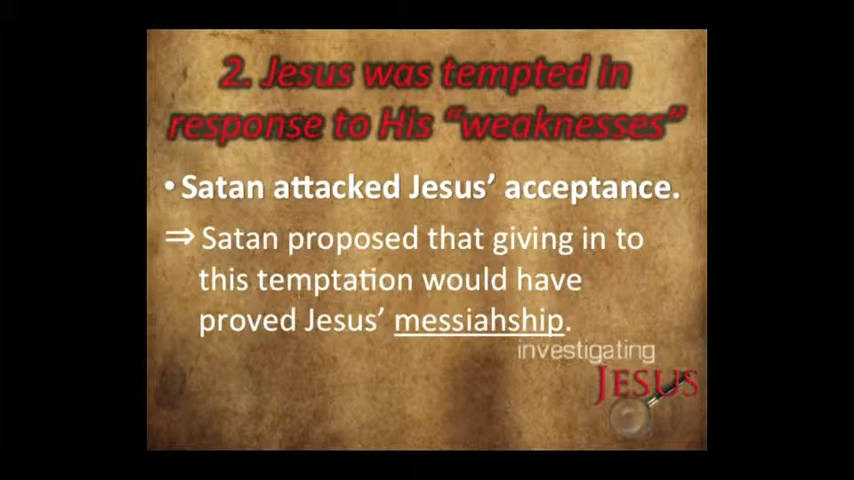 2. Jesus was tempted in
response to His “weaknesses”
• Satan attacked Jesus’ acceptance.
⇒ Satan proposed that giving in to
this temptation would have
proved Jesus’ messiahship.
investigating
JESUS